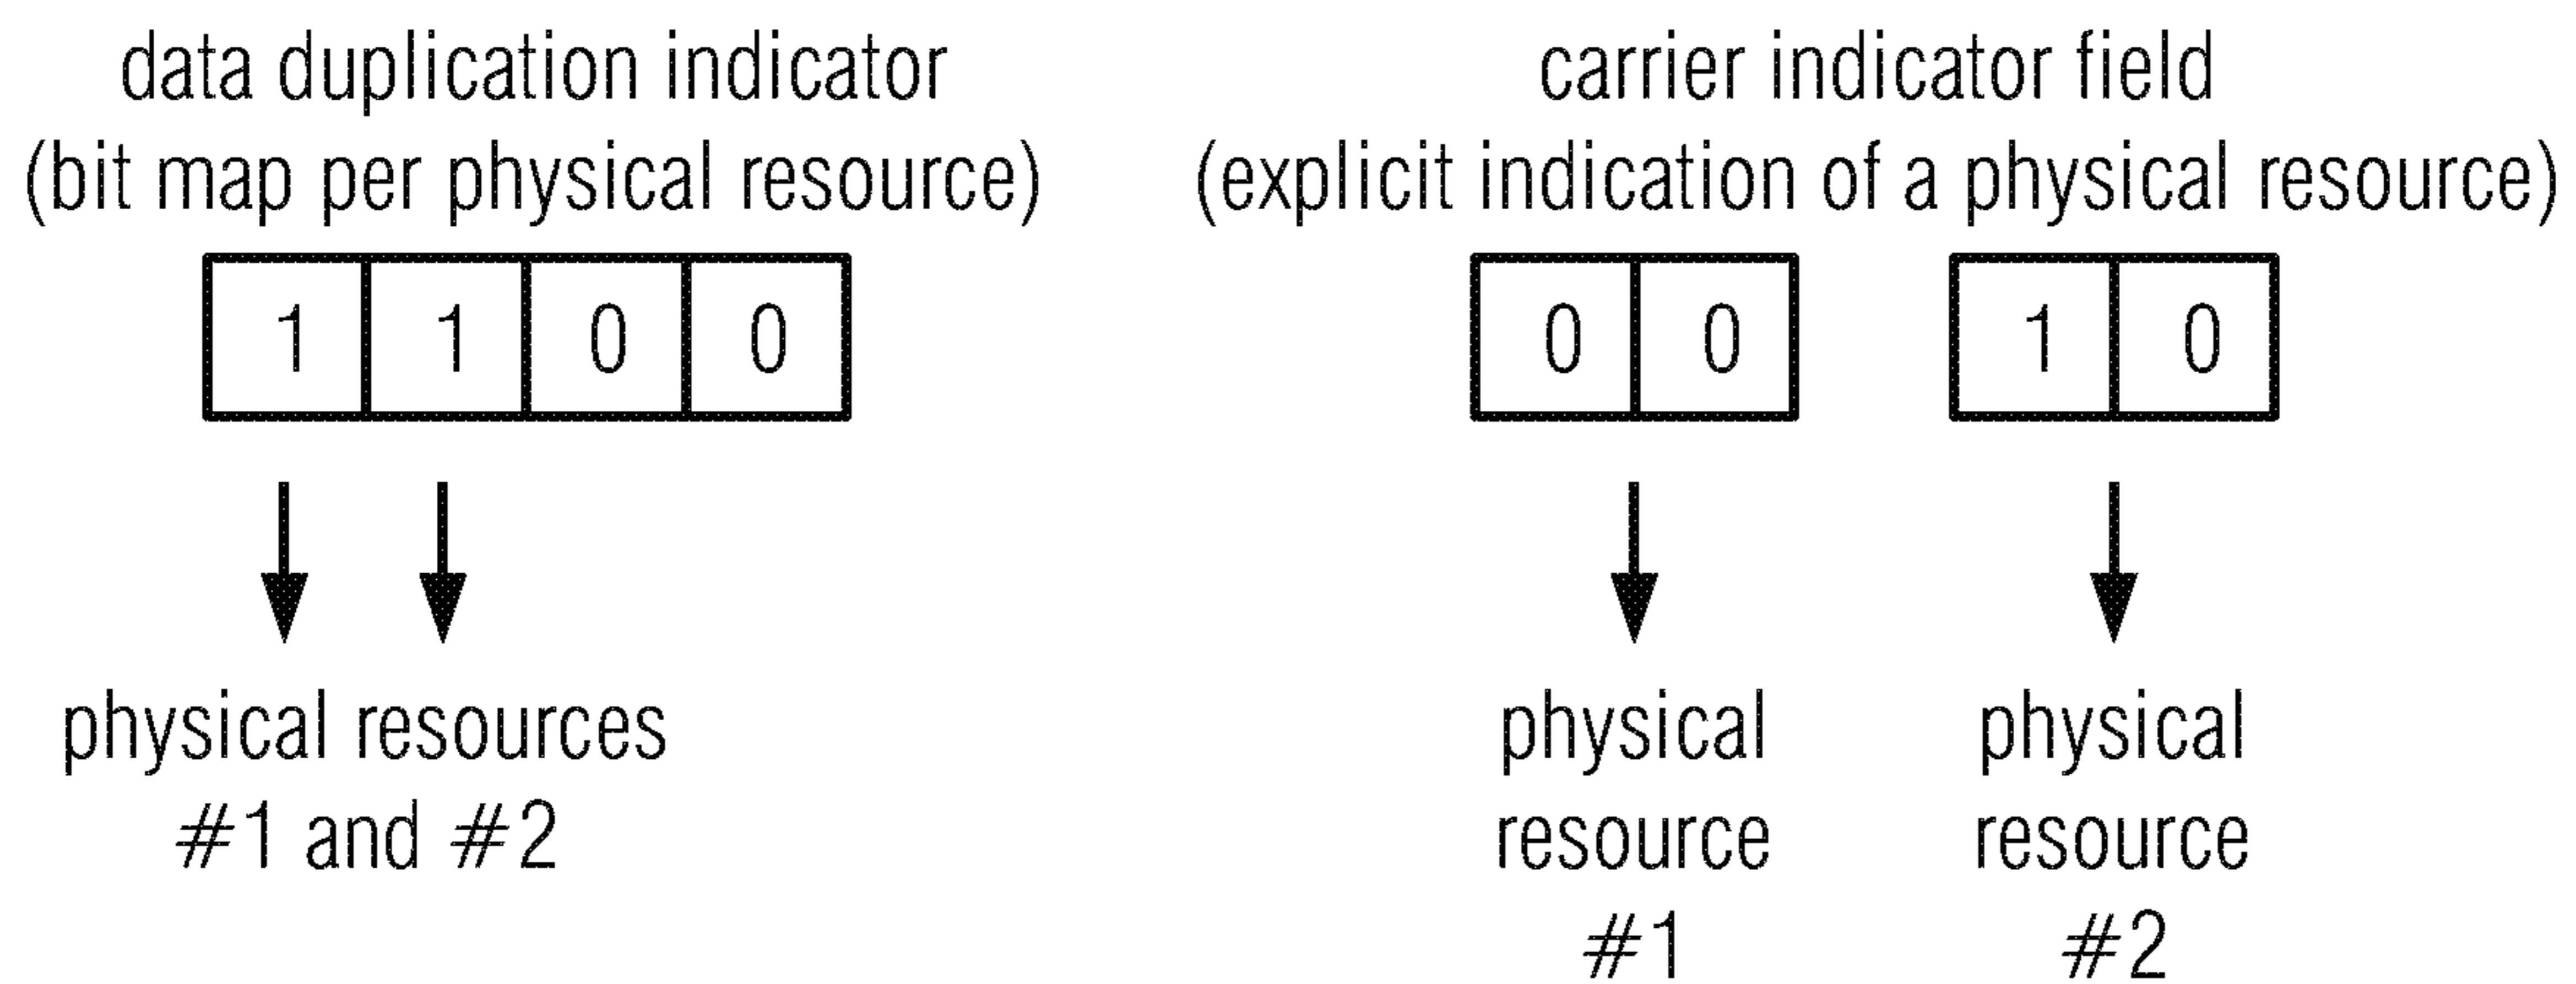 data duplication indicator
(bit map per physical resource)
1 1 0 0
physical resources
#1 and #2
carrier indicator field
(explicit indication of a physical resource)
0 0 1 0
physical
resource
#1
physical
resource
#2